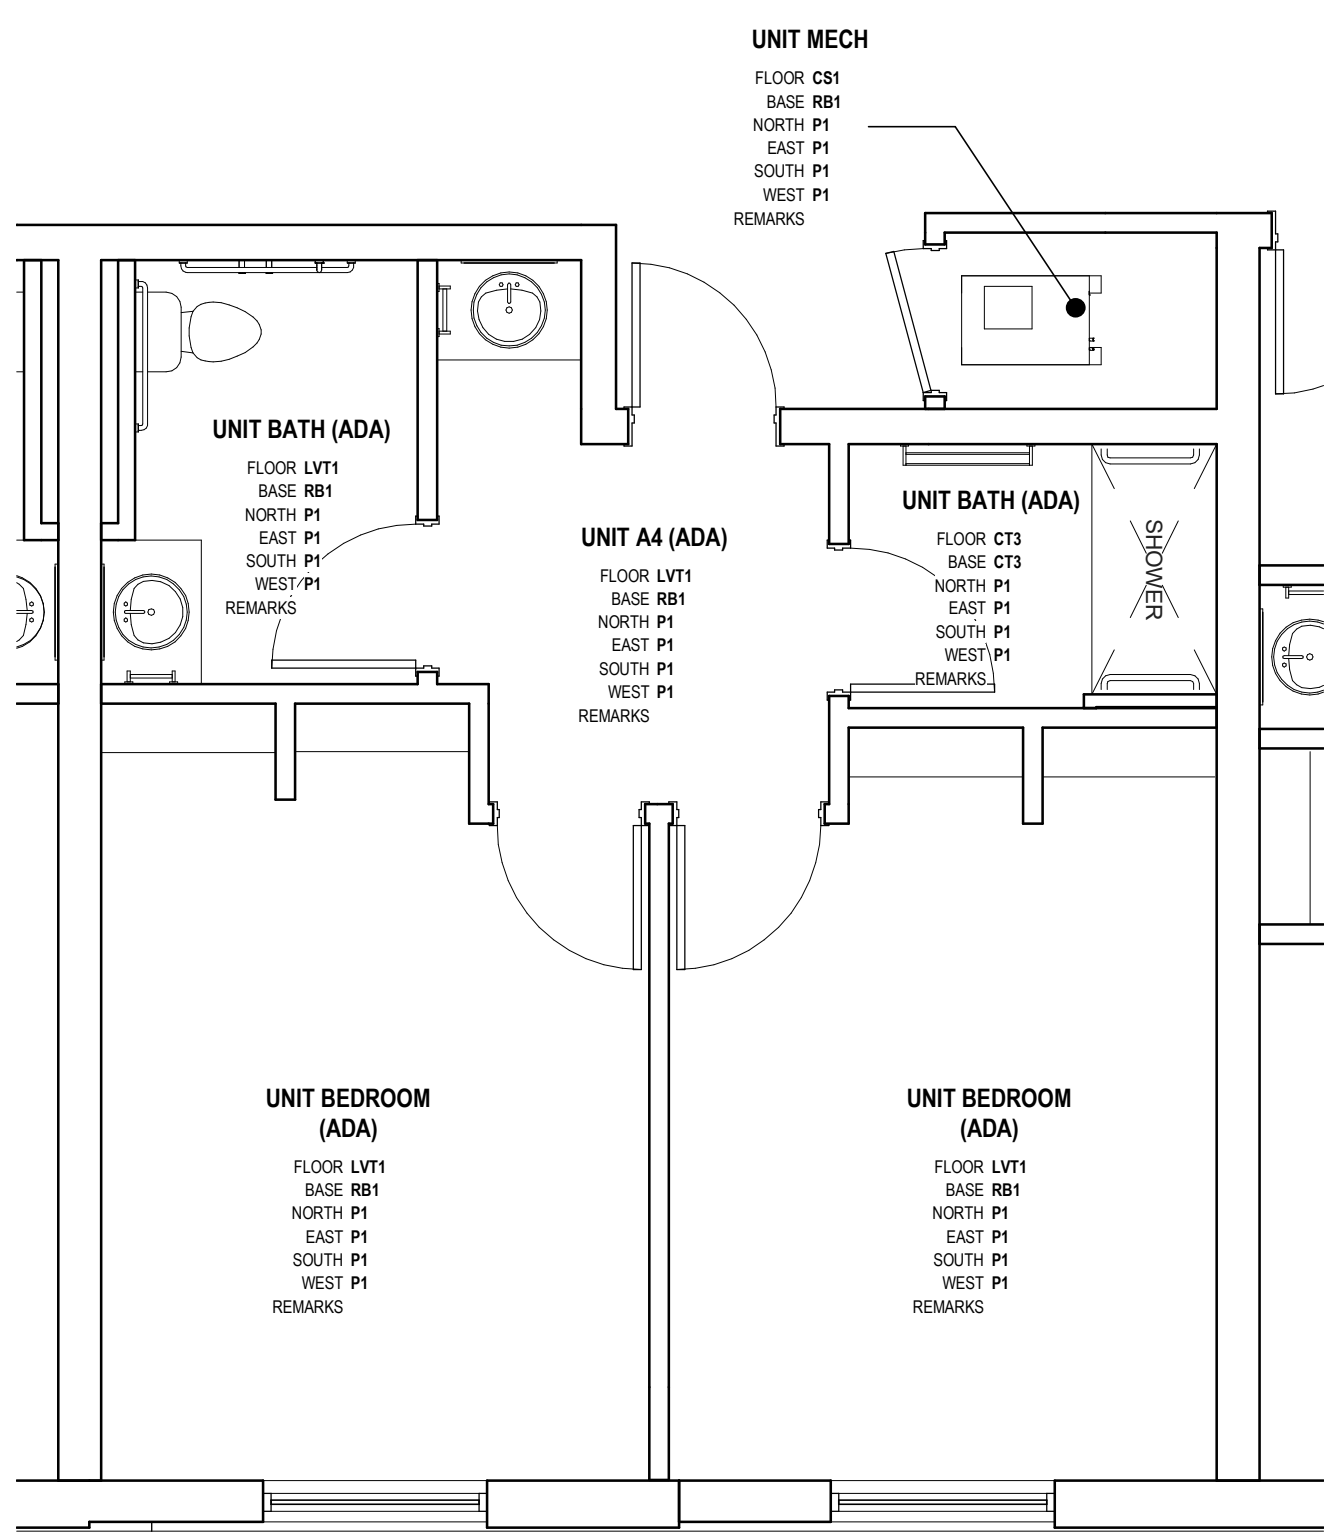 UNIT MECH
FLOOR CS1
BASE RB1
NORTH P1
EAST P1
SOUTH P1
WEST P1
REMARKS
UNIT BATH (ADA)
FLOOR LVT1
BASE RB1
NORTH P1
EAST P1
SOUTH P1
WEST P1
REMARKS
UNIT A4 (ADA)
FLOOR LVT1
BASE RB1
NORTH P1
EAST P1
SOUTH P1
WEST P1
REMARKS
UNIT BATH (ADA)
FLOOR CT3
BASE CT3
NORTH P1
EAST P1
SOUTH P1
WEST P1
REMARKS
SHOWER
UNIT BEDROOM
(ADA)
FLOOR LVT1
BASE RB1
NORTH P1
EAST P1
SOUTH P1
WEST P1
REMARKS
UNIT BEDROOM
(ADA)
FLOOR LVT1
BASE RB1
NORTH P1
EAST P1
SOUTH P1
WEST P1
REMARKS